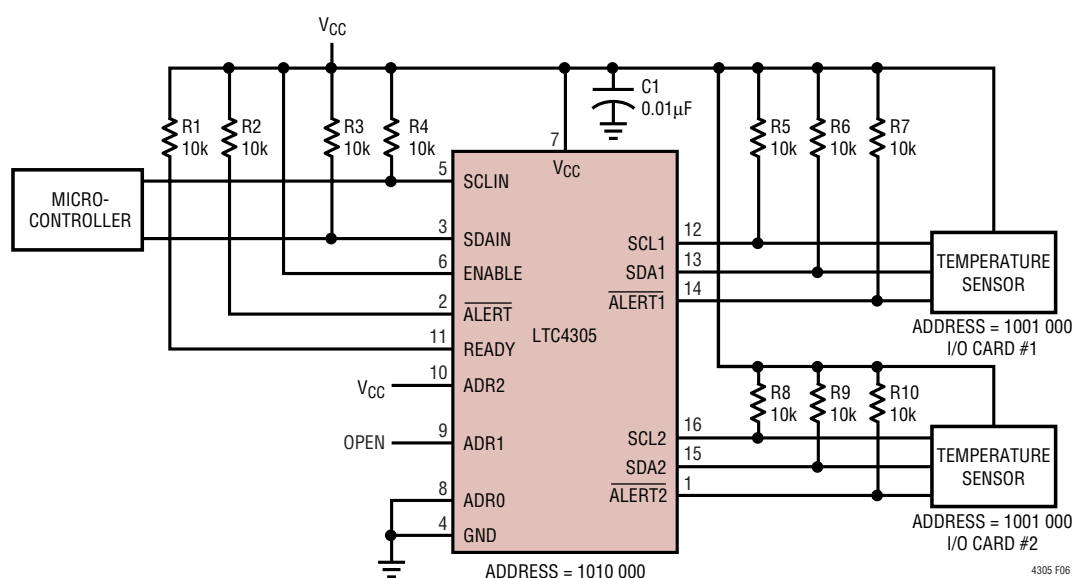 VCC
R1
10k
R2
10k
R3
10k
R4
10k
C1
0.01µF
R5
10k
R6
10k
R7
10k
MICRO-
CONTROLLER
7
VCC
5
SCLIN
3
SDAIN
6
ENABLE
2
ALERT
11
READY
10
VCC
ADR2
9
OPEN
ADR1
8
ADR0
4
GND
LTC4305
SCL1
12
SDA1
13
ALERT1
14
TEMPERATURE
SENSOR
ADDRESS = 1001 000
I/O CARD #1
R8
10k
R9
10k
R10
10k
SCL2
16
SDA2
15
ALERT2
1
TEMPERATURE
SENSOR
ADDRESS = 1001 000
I/O CARD #2
ADDRESS = 1010 000
4305 F06